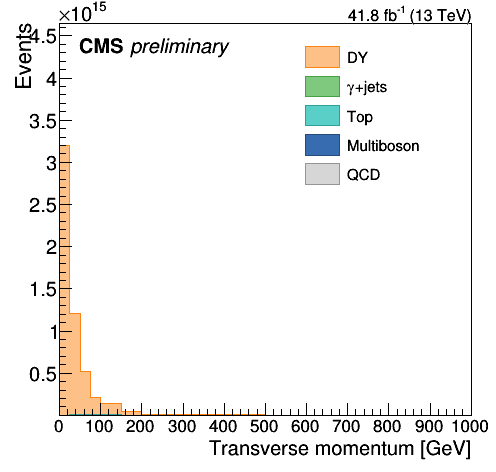 ×10¹⁵
41.8 fb⁻¹ (13 TeV)
Events
CMS preliminary
DY
γ+jets
Top
Multiboson
QCD
4.5
4
3.5
3
2.5
2
1.5
1
0.5
0 100 200 300 400 500 600 700 800 900 1000
Transverse momentum [GeV]